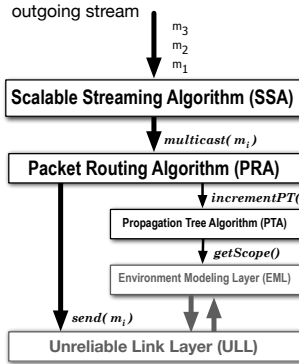 outgoing stream
m3
m2
m1
Scalable Streaming Algorithm (SSA)
multicast( mi )
Packet Routing Algorithm (PRA)
incrementPT(
Propagation Tree Algorithm (PTA)
getScope()
Environment Modeling Layer (EML)
send( mi )
Unreliable Link Layer (ULL)